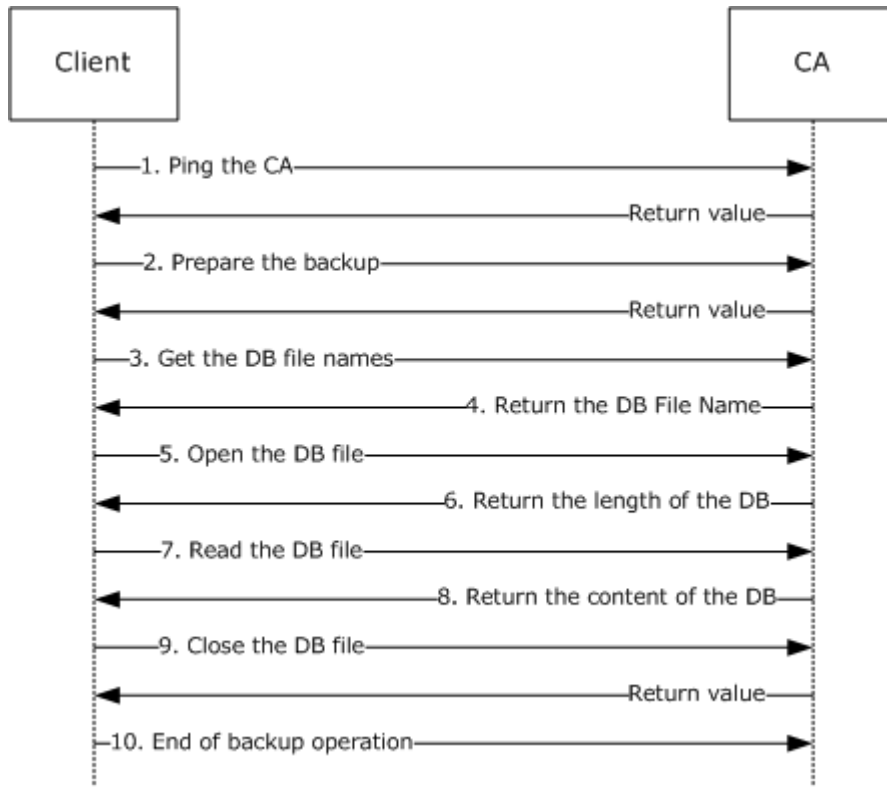 Client
CA
1. Ping the CA
Return value
2. Prepare the backup
Return value
3. Get the DB file names
4. Return the DB File Name
5. Open the DB file
6. Return the length of the DB
7. Read the DB file
8. Return the content of the DB
9. Close the DB file
Return value
10. End of backup operation